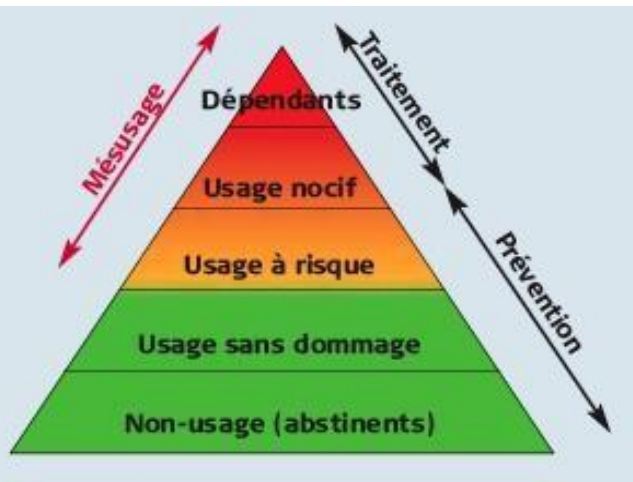 Mésusage
Traitement
Dépendants
Usage nocif
Usage à risque
Prévention
Usage sans dommage
Non-usage (abstinents)